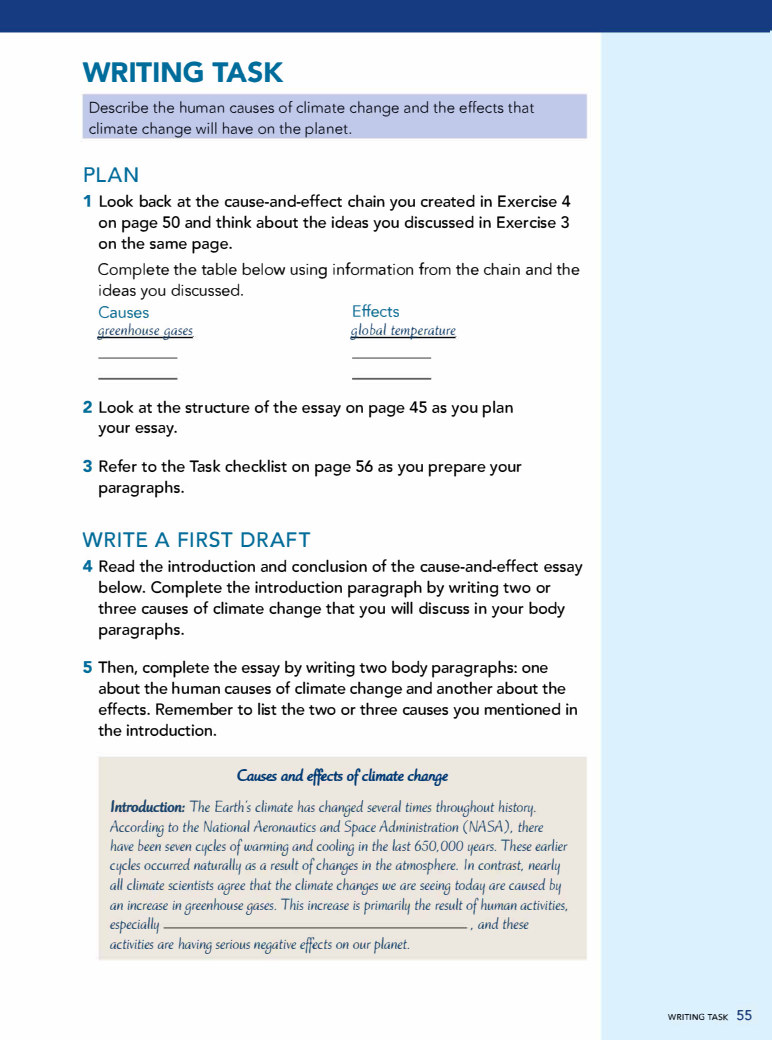 WRITING TASK
Describe the human causes of climate change and the effects that
climate change will have on the planet.
PLAN
1 Look back at the cause-and-effect chain you created in Exercise 4
on page 50 and think about the ideas you discussed in Exercise 3
on the same page.
Complete the table below using information from the chain and the
ideas you discussed.
Causes Effects
greenhouse gases global temperature
2 Look at the structure of the essay on page 45 as you plan
your essay.
3 Refer to the Task checklist on page 56 as you prepare your
paragraphs.
WRITE A FIRST DRAFT
4 Read the introduction and conclusion of the cause-and-effect essay
below. Complete the introduction paragraph by writing two or
three causes of climate change that you will discuss in your body
paragraphs.
5 Then, complete the essay by writing two body paragraphs: one
about the human causes of climate change and another about the
effects. Remember to list the two or three causes you mentioned in
the introduction.
Causes and effects of climate change
Introduction: The Earth's climate has changed several times throughout history.
According to the National Aeronautics and Space Administration (NASA), there
have been seven cycles of warming and cooling in the last 650,000 years. These earlier
cycles occurred naturally as a result of changes in the atmosphere. In contrast, nearly
all climate scientists agree that the climate changes we are seeing today are caused by
an increase in greenhouse gases. This increase is primarily the result of human activities,
especially , and these
activities are having serious negative effects on our planet.
WRITING TASK 55